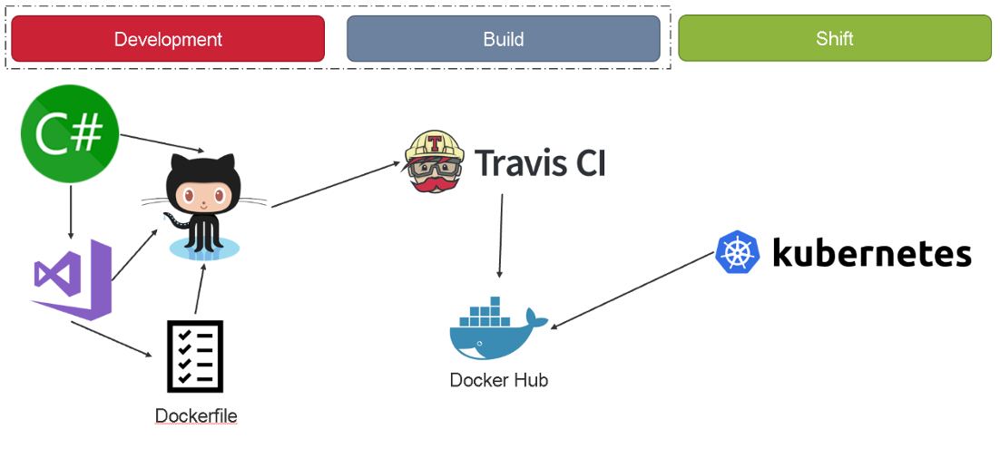 Development
Build
Shift
C#
T
Travis CI
kubernetes
Docker Hub
Dockerfile